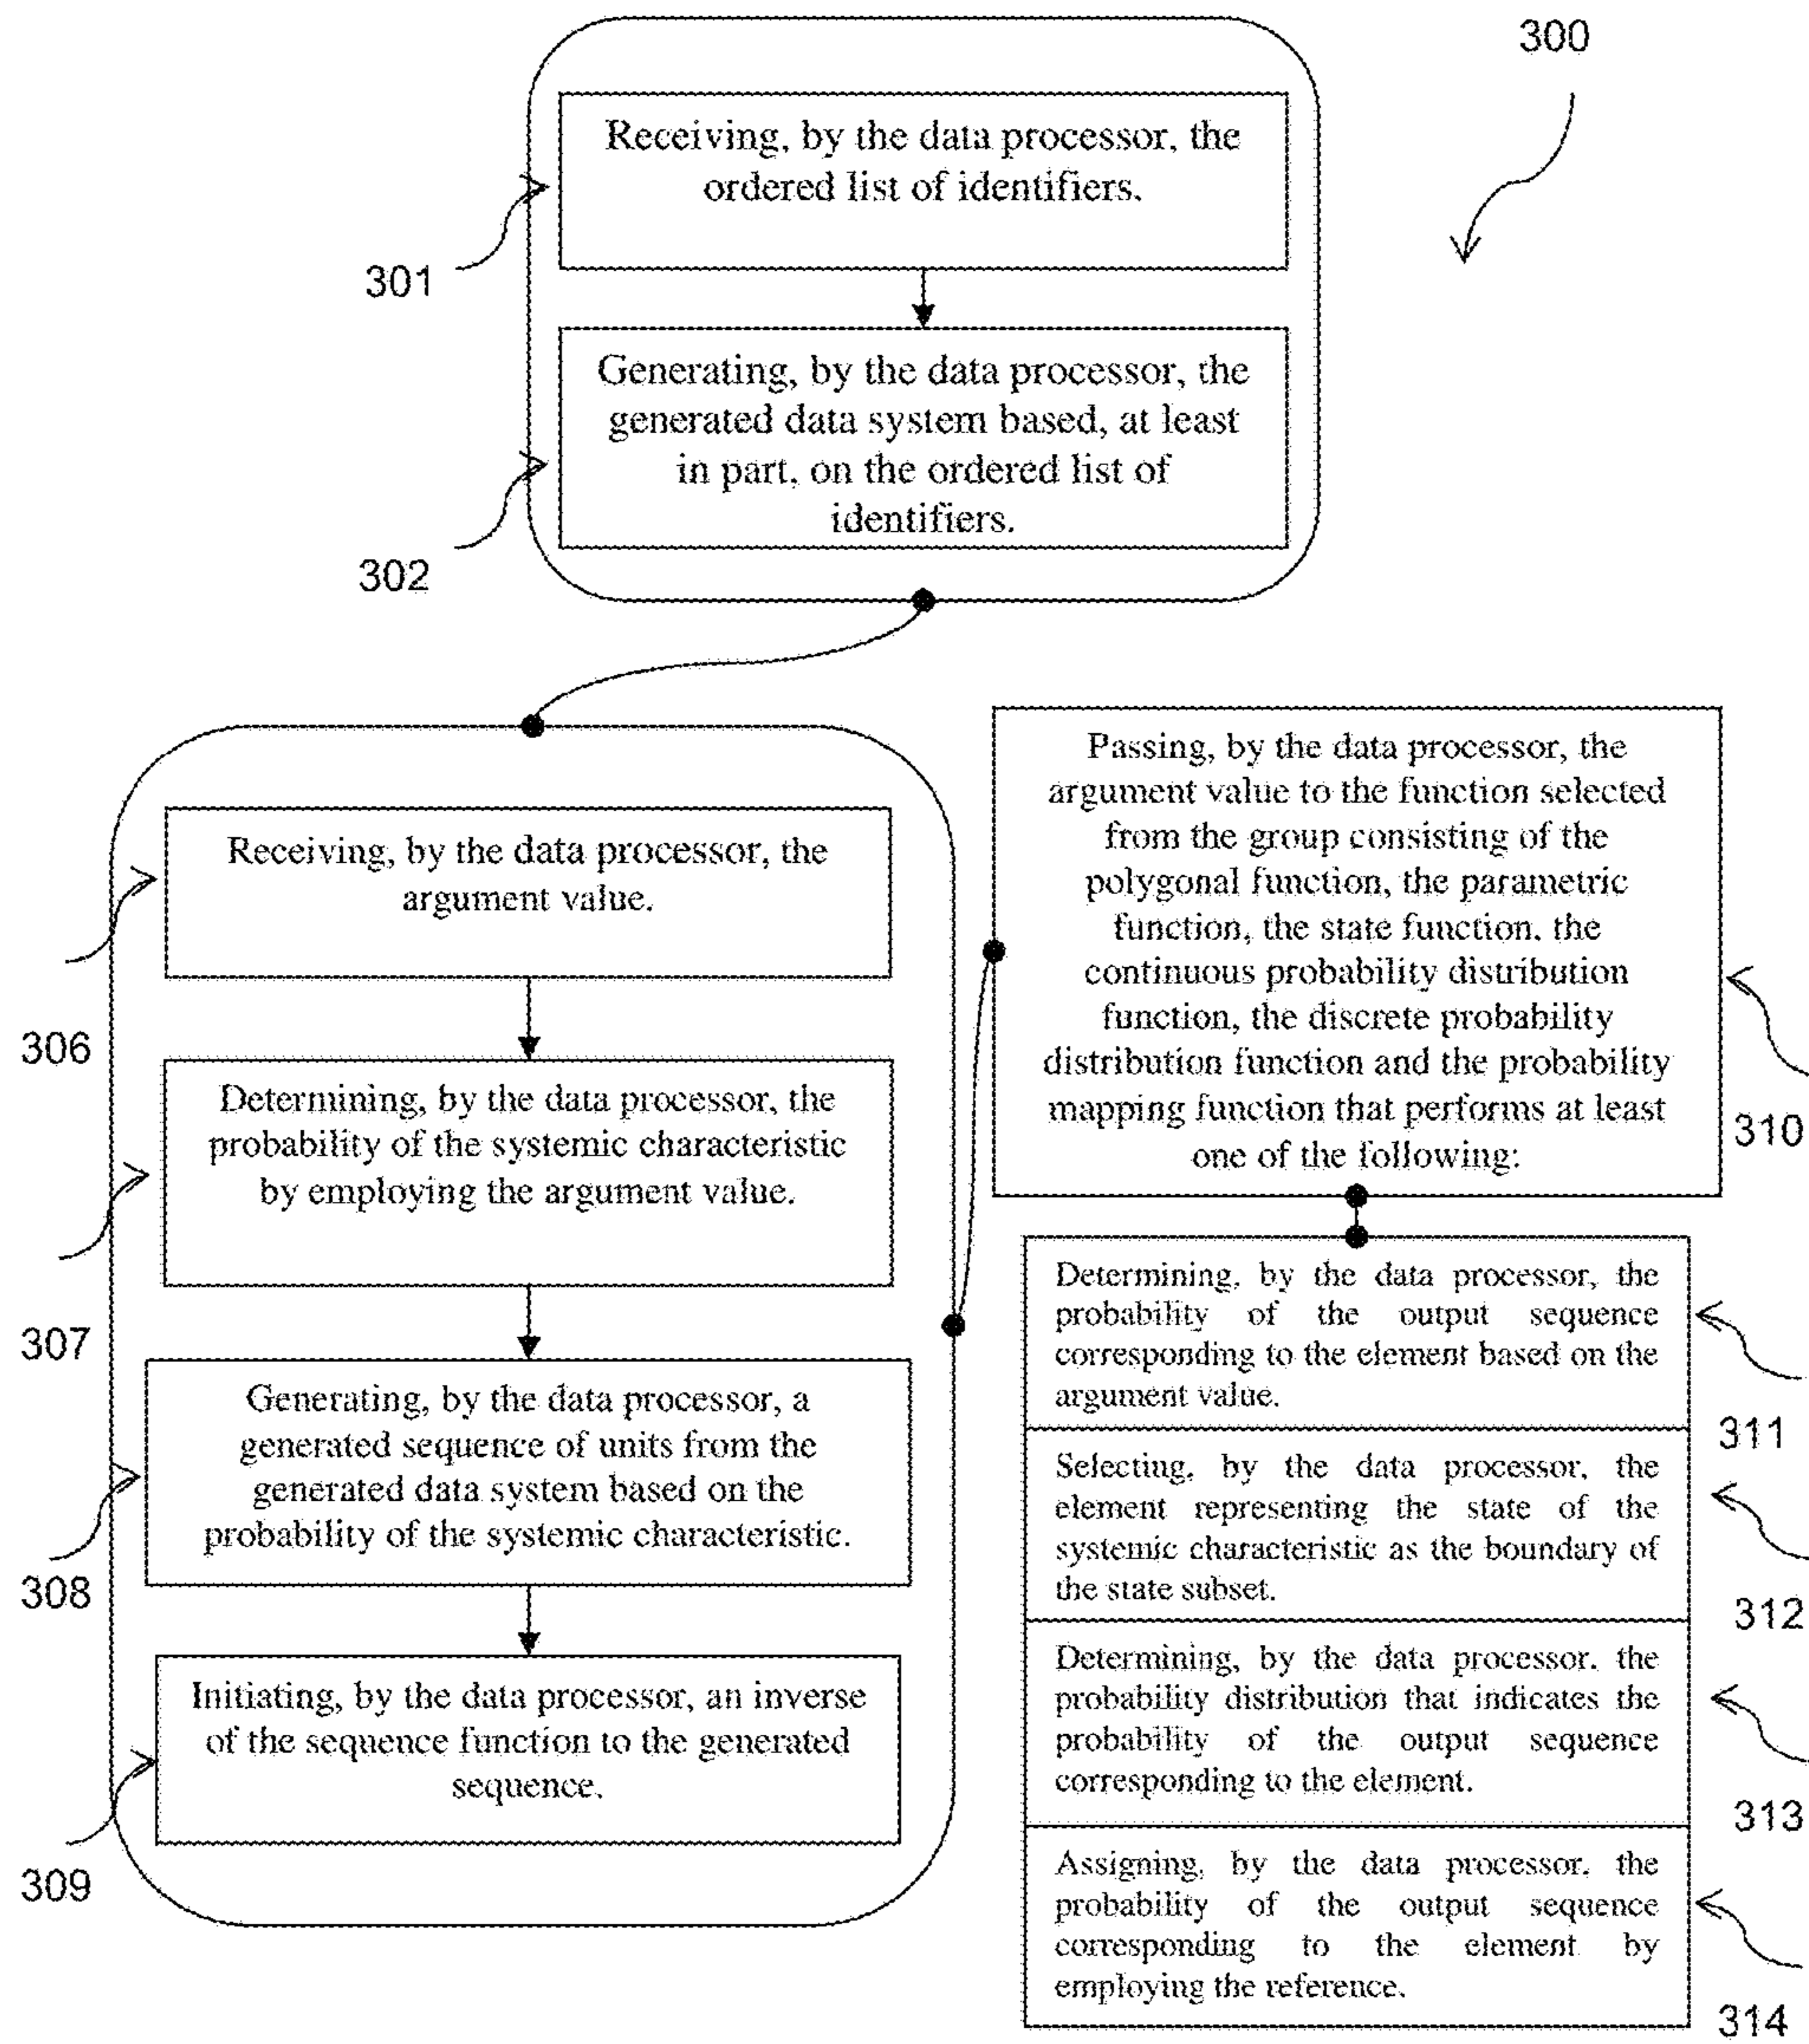 300
Receiving, by the data processor, the
ordered list of identifiers.
301
Generating, by the data processor, the
generated data system based, at least
in part, on the ordered list of
identifiers.
302
Receiving, by the data processor, the
argument value.
306
Determining, by the data processor, the
probability of the systemic characteristic
by employing the argument value.
307
Generating, by the data processor, a
generated sequence of units from the
generated data system based on the
probability of the systemic characteristic.
308
Initiating, by the data processor, an inverse
of the sequence function to the generated
sequence.
309
Passing, by the data processor, the
argument value to the function selected
from the group consisting of the
polygonal function, the parametric
function, the state function, the
continuous probability distribution
function, the discrete probability
distribution function and the probability
mapping function that performs at least
one of the following:
310
Determining, by the data processor, the
probability of the output sequence
corresponding to the element based on the
argument value.
311
Selecting, by the data processor, the
element representing the state of the
systemic characteristic as the boundary of
the state subset.
312
Determining, by the data processor, the
probability distribution that indicates the
probability of the output sequence
corresponding to the element.
313
Assigning, by the data processor, the
probability of the output sequence
corresponding to the element by
employing the reference.
314